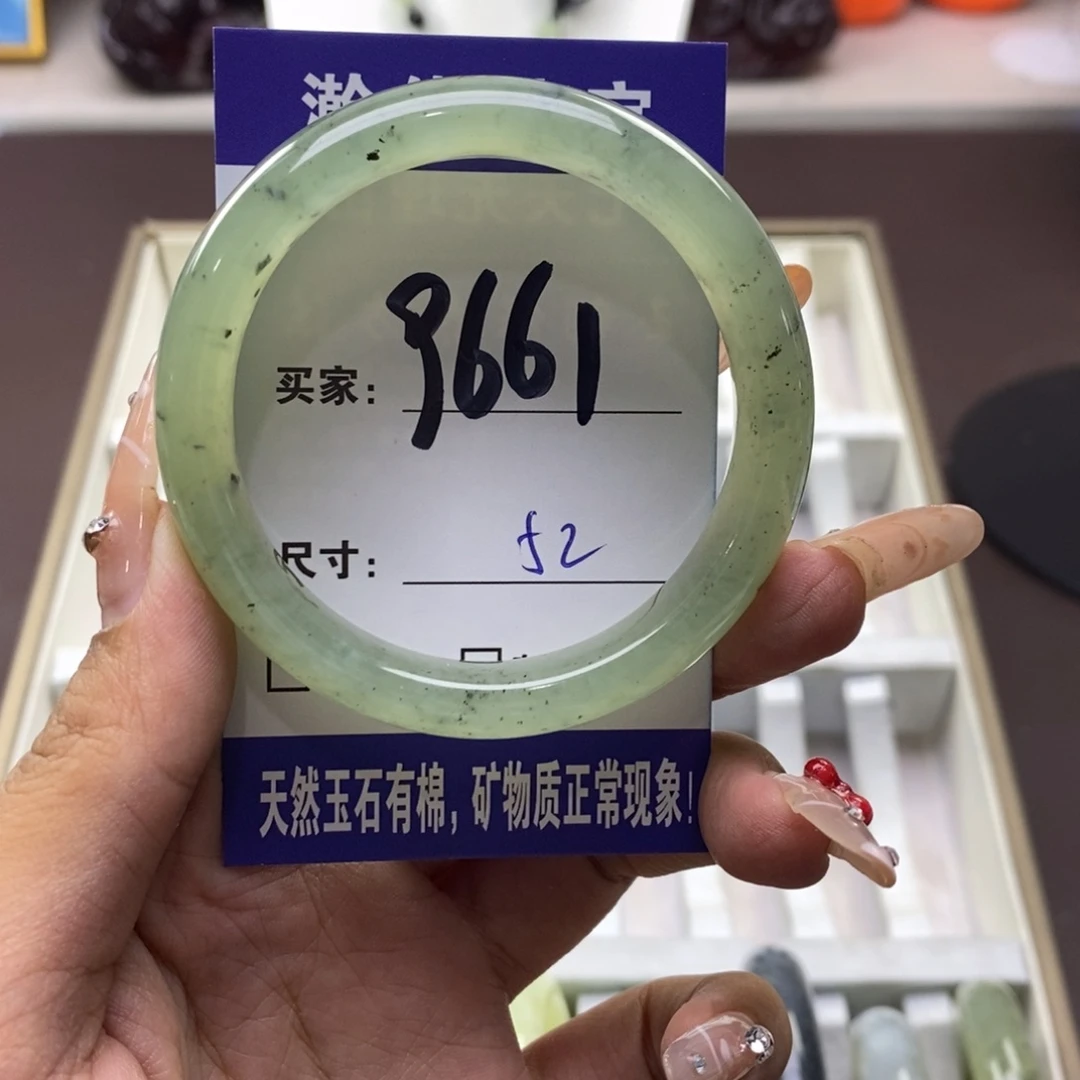 买家： 9661
尺寸： 52
天然玉石有棉，矿物质正常现象！